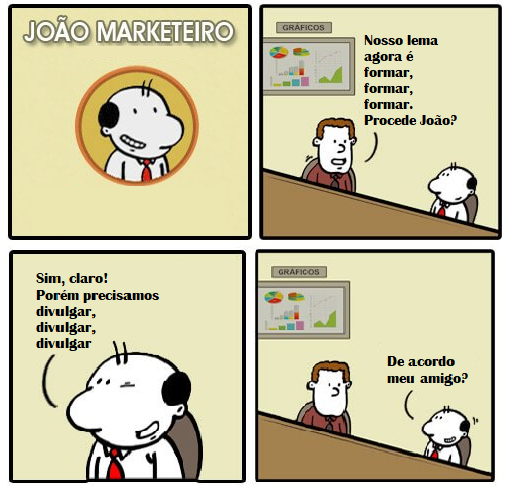 JOÃO MARKETEIRO
GRÁFICOS
Nosso lema
agora é
formar,
formar,
formar.
Procede João?
Sim, claro!
Porém precisamos
divulgar,
divulgar,
divulgar
GRÁFICOS
De acordo
meu amigo?